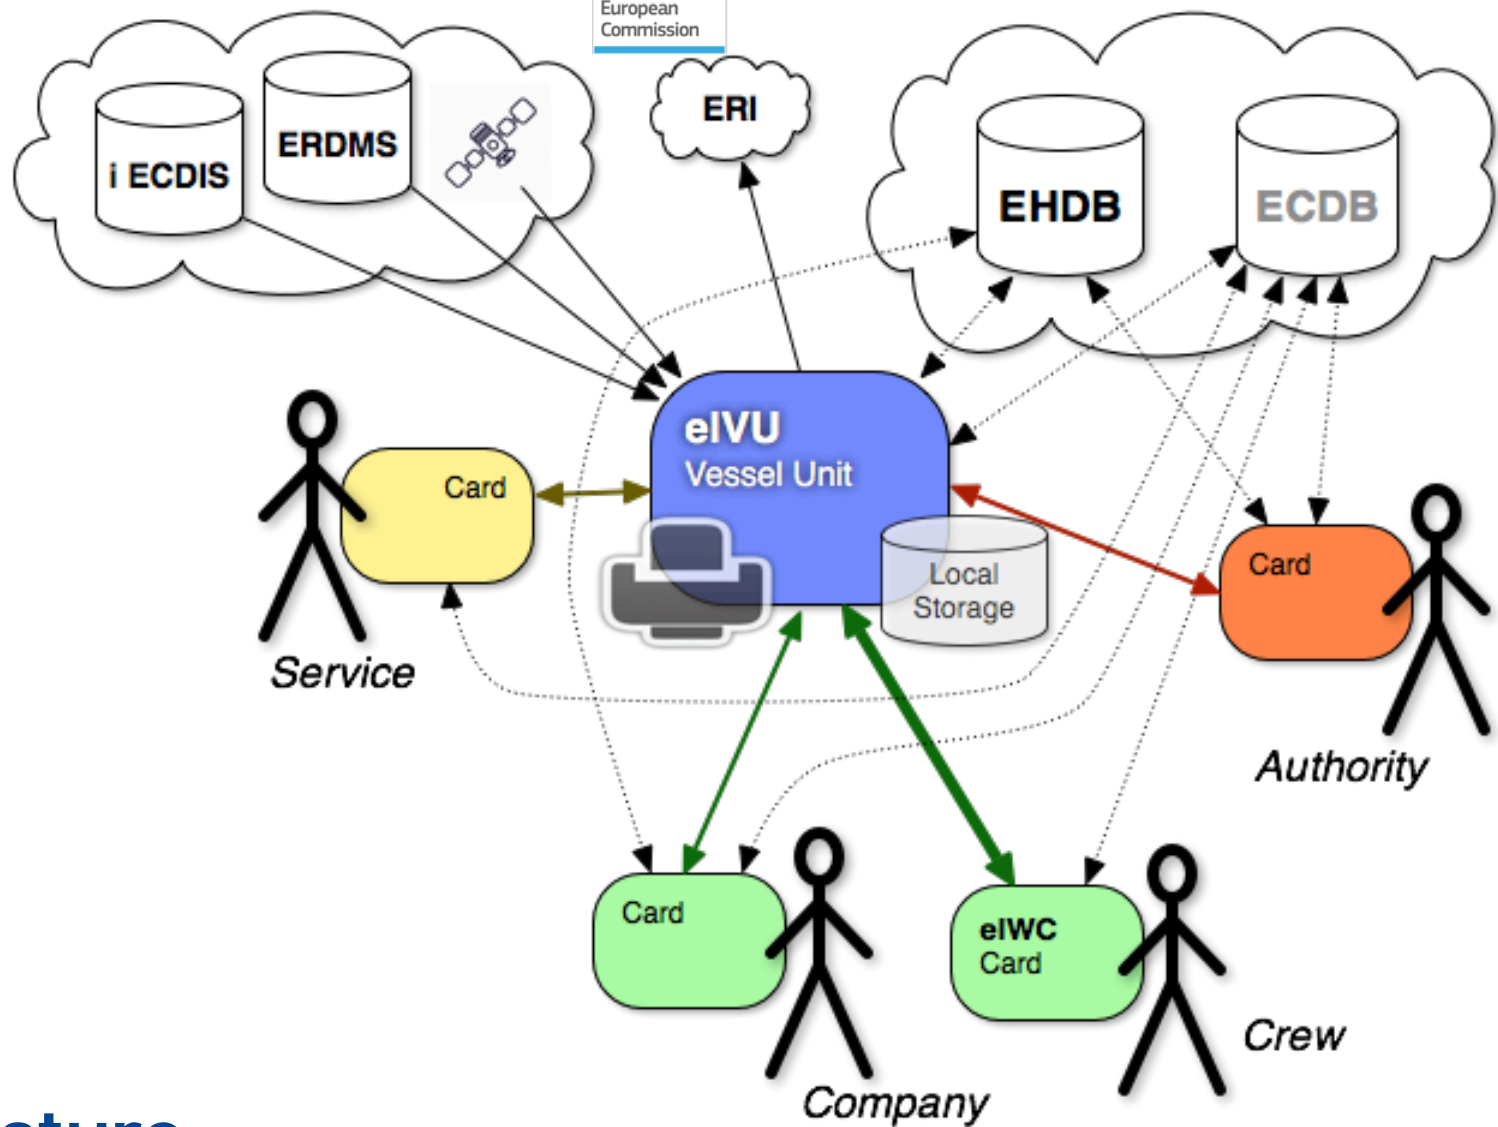 European
Commission
i ECDIS
ERDMS
ERI
EHDB
ECDB
eIVU
Vessel Unit
Card
Local
Storage
Card
Service
Authority
Card
eIWC
Card
Crew
Company